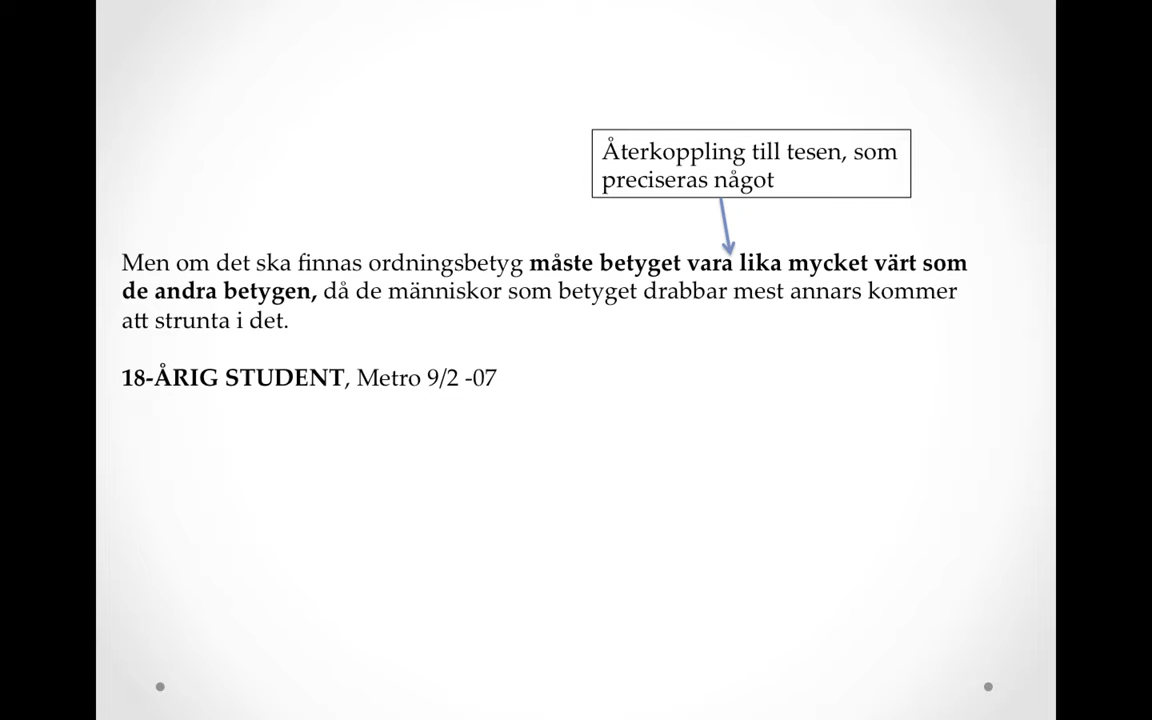 Återkoppling till tesen, som
preciseras något
Men om det ska finnas ordningsbetyg måste betyget vara lika mycket värt som
de andra betygen, då de människor som betyget drabbar mest annars kommer
att strunta i det.
18-ÅRIG STUDENT, Metro 9/2 -07